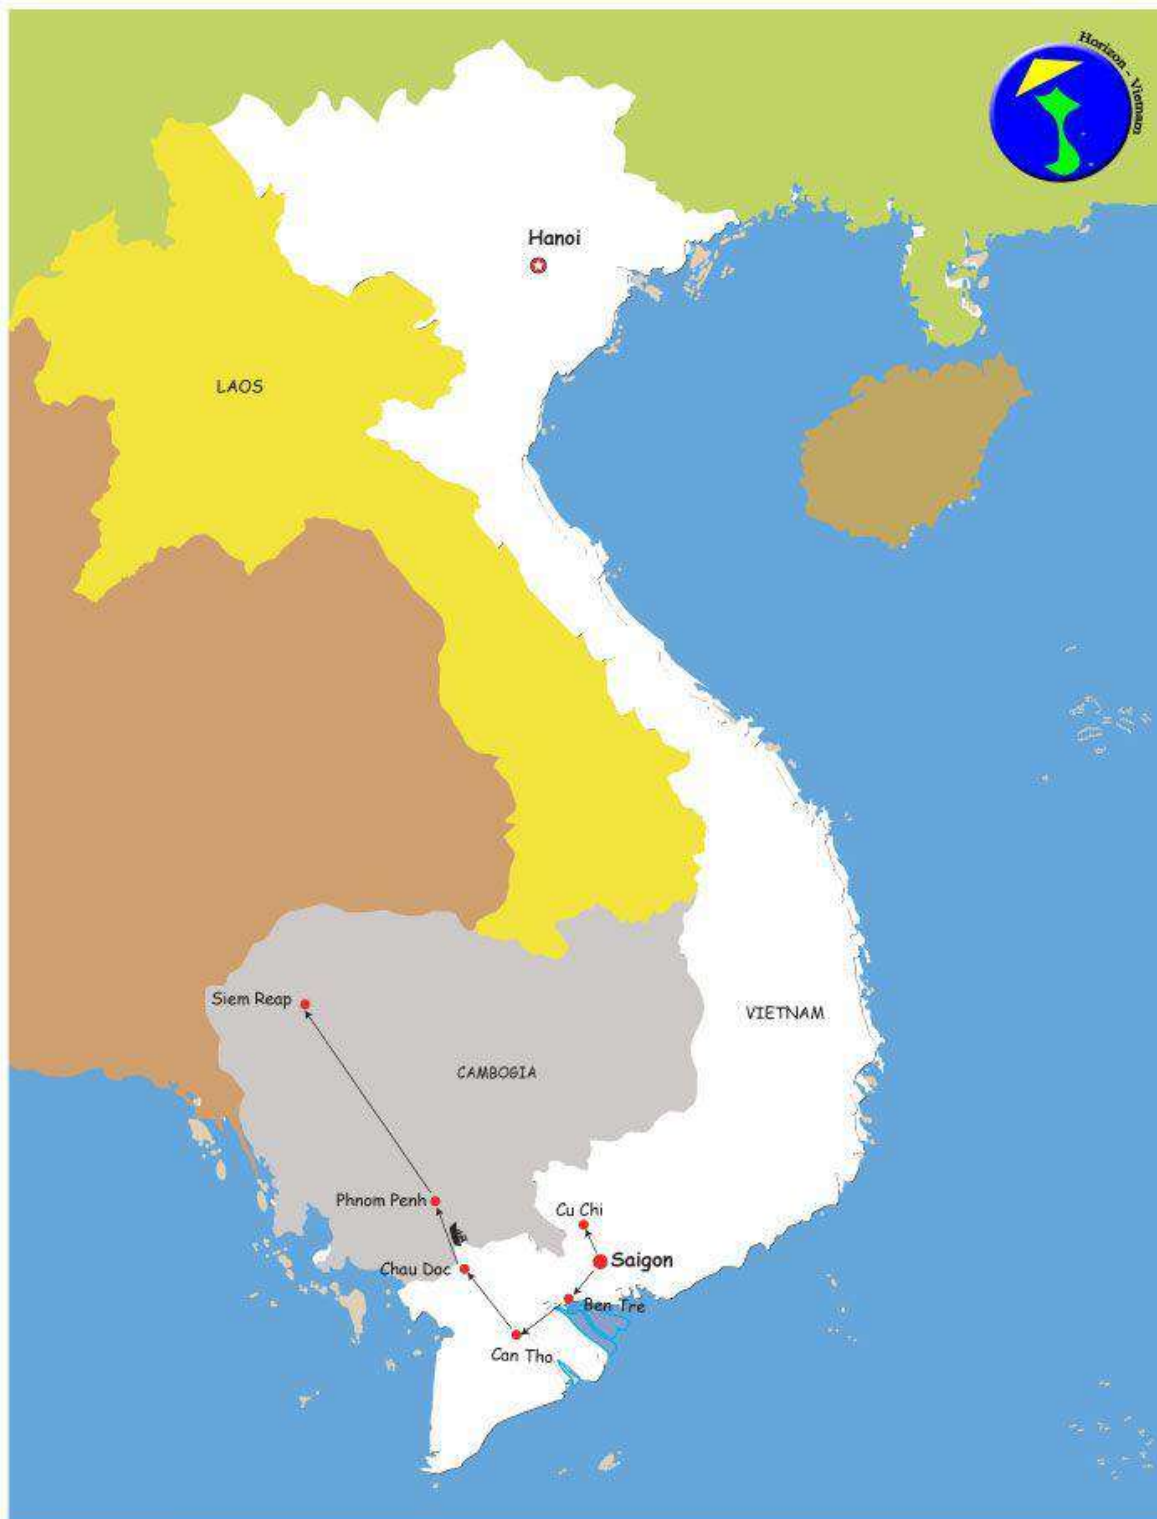 Horizon - Vietnam
Hanoi
LAOS
Siem Reap
VIETNAM
CAMBOGIA
Phnom Penh
Cu Chi
Saigon
Chau Doc
Ben Tre
Can Tho